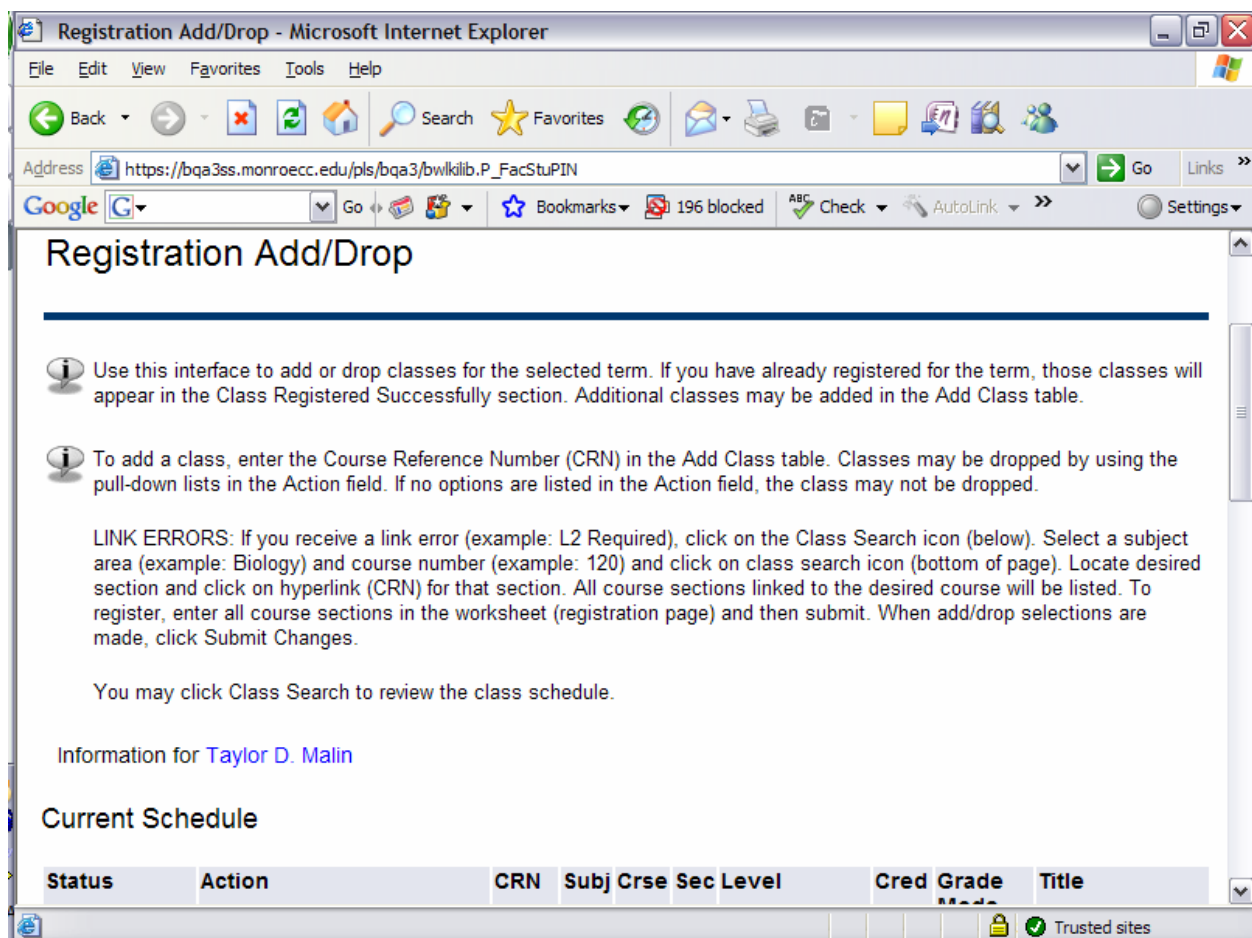 Registration Add/Drop - Microsoft Internet Explorer
File Edit View Favorites Tools Help
Back Search Favorites
Address https://bqa3ss.monroecc.edu/pls/bqa3/bwlkilib.P_FacStuPIN Go Links »
Google G Go Bookmarks 196 blocked ABC Check AutoLink » Settings
Registration Add/Drop
Use this interface to add or drop classes for the selected term. If you have already registered for the term, those classes will
appear in the Class Registered Successfully section. Additional classes may be added in the Add Class table.
To add a class, enter the Course Reference Number (CRN) in the Add Class table. Classes may be dropped by using the
pull-down lists in the Action field. If no options are listed in the Action field, the class may not be dropped.
LINK ERRORS: If you receive a link error (example: L2 Required), click on the Class Search icon (below). Select a subject
area (example: Biology) and course number (example: 120) and click on class search icon (bottom of page). Locate desired
section and click on hyperlink (CRN) for that section. All course sections linked to the desired course will be listed. To
register, enter all course sections in the worksheet (registration page) and then submit. When add/drop selections are
made, click Submit Changes.
You may click Class Search to review the class schedule.
Information for Taylor D. Malin
Current Schedule
Status Action CRN Subj Crse Sec Level Cred Grade Title
Trusted sites